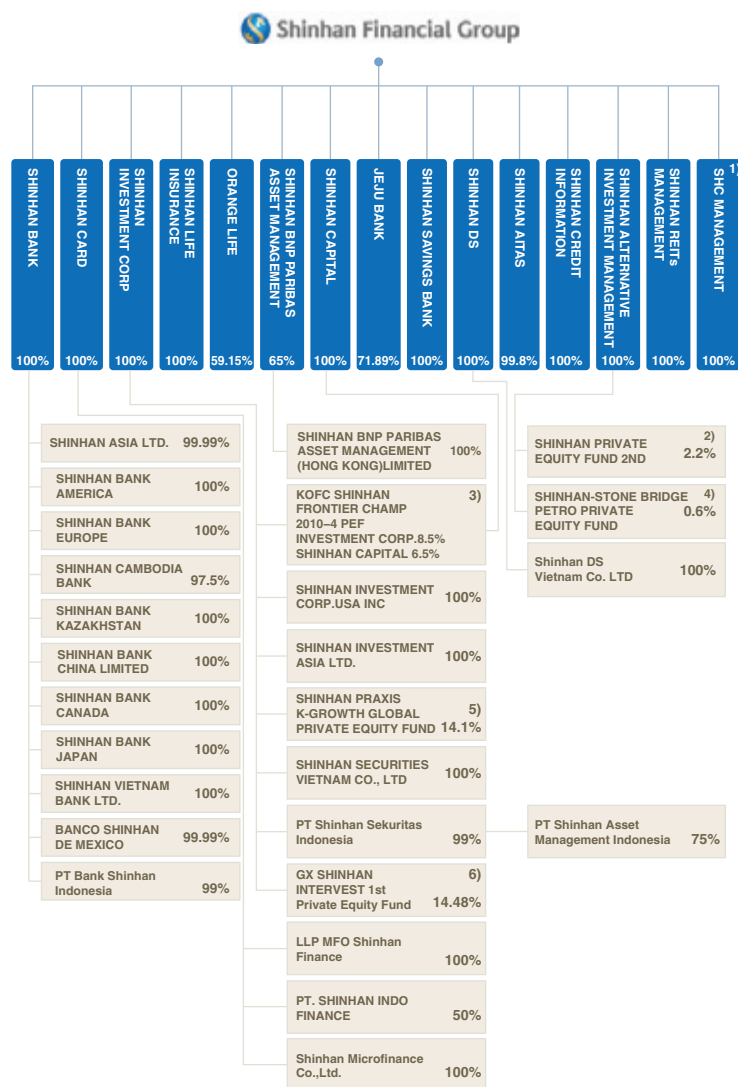 Shinhan Financial Group
SHINHAN BANK
100%
SHINHAN CARD
100%
SHINHAN
INVESTMENT CORP
100%
SHINHAN LIFE
INSURANCE
100%
ORANGE LIFE
59.15%
SHINHAN BNP PARIBAS
ASSET MANAGEMENT
65%
SHINHAN CAPITAL
100%
JEJU BANK
71.89%
SHINHAN SAVINGS BANK
100%
SHINHAN DS
100%
SHINHAN AITAS
99.8%
SHINHAN CREDIT
INFORMATION
100%
SHINHAN ALTERNATIVE
INVESTMENT MANAGEMENT
100%
SHINHAN REITs
MANAGEMENT
100%
1)
SHC MANAGEMENT
100%
SHINHAN ASIA LTD. 99.99%
SHINHAN BANK
AMERICA 100%
SHINHAN BANK
EUROPE 100%
SHINHAN CAMBODIA
BANK 97.5%
SHINHAN BANK
KAZAKHSTAN 100%
SHINHAN BANK
CHINA LIMITED 100%
SHINHAN BANK
CANADA 100%
SHINHAN BANK
JAPAN 100%
SHINHAN VIETNAM
BANK LTD. 100%
BANCO SHINHAN
DE MEXICO 99.99%
PT Bank Shinhan
Indonesia 99%
SHINHAN BNP PARIBAS
ASSET MANAGEMENT 100%
(HONG KONG)LIMITED
KOFC SHINHAN 3)
FRONTIER CHAMP
2010–4 PEF
INVESTMENT CORP.8.5%
SHINHAN CAPITAL 6.5%
SHINHAN INVESTMENT
CORP.USA INC 100%
SHINHAN INVESTMENT
ASIA LTD. 100%
SHINHAN PRAXIS
K-GROWTH GLOBAL 5)
PRIVATE EQUITY FUND 14.1%
SHINHAN SECURITIES
VIETNAM CO., LTD 100%
PT Shinhan Sekuritas
Indonesia 99%
GX SHINHAN 6)
INTERVEST 1st
Private Equity Fund 14.48%
LLP MFO Shinhan
Finance 100%
PT. SHINHAN INDO
FINANCE 50%
Shinhan Microfinance
Co.,Ltd. 100%
SHINHAN PRIVATE 2)
EQUITY FUND 2ND 2.2%
SHINHAN-STONE BRIDGE 4)
PETRO PRIVATE 0.6%
EQUITY FUND
Shinhan DS
Vietnam Co. LTD 100%
PT Shinhan Asset
Management Indonesia 75%